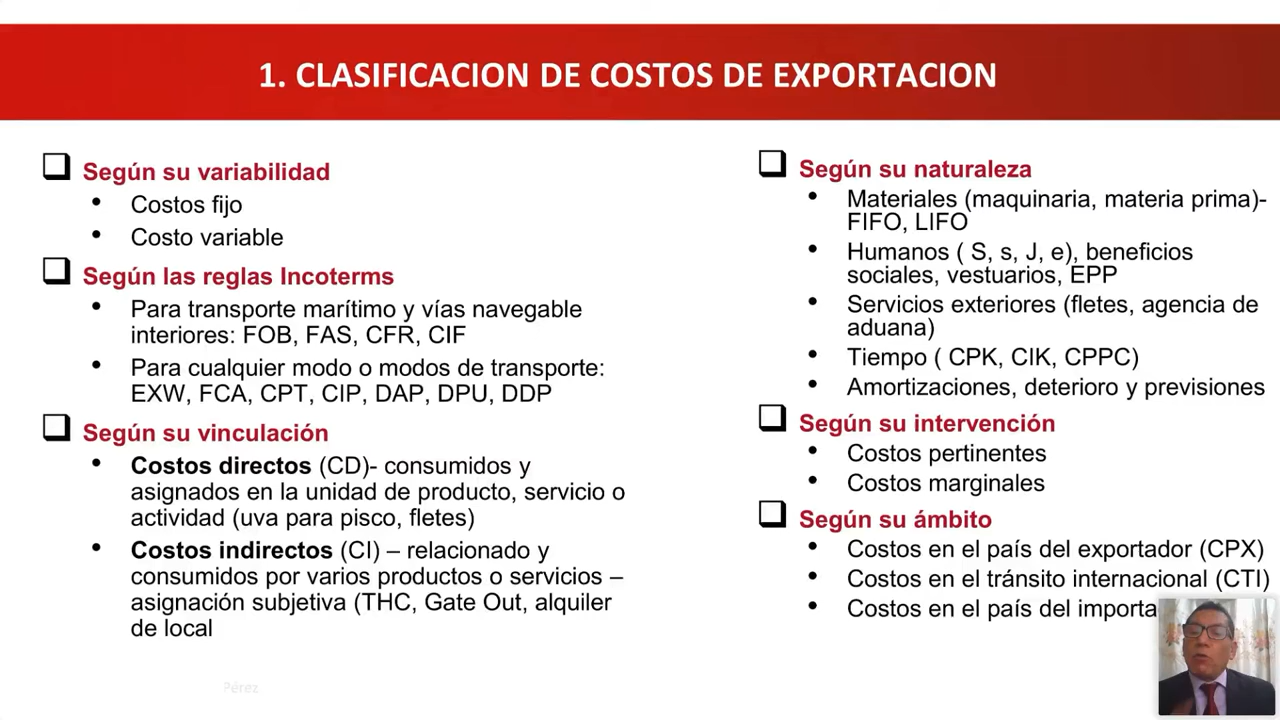 1. CLASIFICACION DE COSTOS DE EXPORTACION
Según su variabilidad
• Costos fijo
• Costo variable
Según las reglas Incoterms
• Para transporte marítimo y vías navegable
interiores: FOB, FAS, CFR, CIF
• Para cualquier modo o modos de transporte:
EXW, FCA, CPT, CIP, DAP, DPU, DDP
Según su vinculación
• Costos directos (CD)- consumidos y
asignados en la unidad de producto, servicio o
actividad (uva para pisco, fletes)
• Costos indirectos (CI) – relacionado y
consumidos por varios productos o servicios –
asignación subjetiva (THC, Gate Out, alquiler
de local
Según su naturaleza
• Materiales (maquinaria, materia prima)-
FIFO, LIFO
• Humanos ( S, s, J, e), beneficios
sociales, vestuarios, EPP
• Servicios exteriores (fletes, agencia de
aduana)
• Tiempo ( CPK, CIK, CPPC)
• Amortizaciones, deterioro y previsiones
Según su intervención
• Costos pertinentes
• Costos marginales
Según su ámbito
• Costos en el país del exportador (CPX)
• Costos en el tránsito internacional (CTI)
• Costos en el país del
Pérez